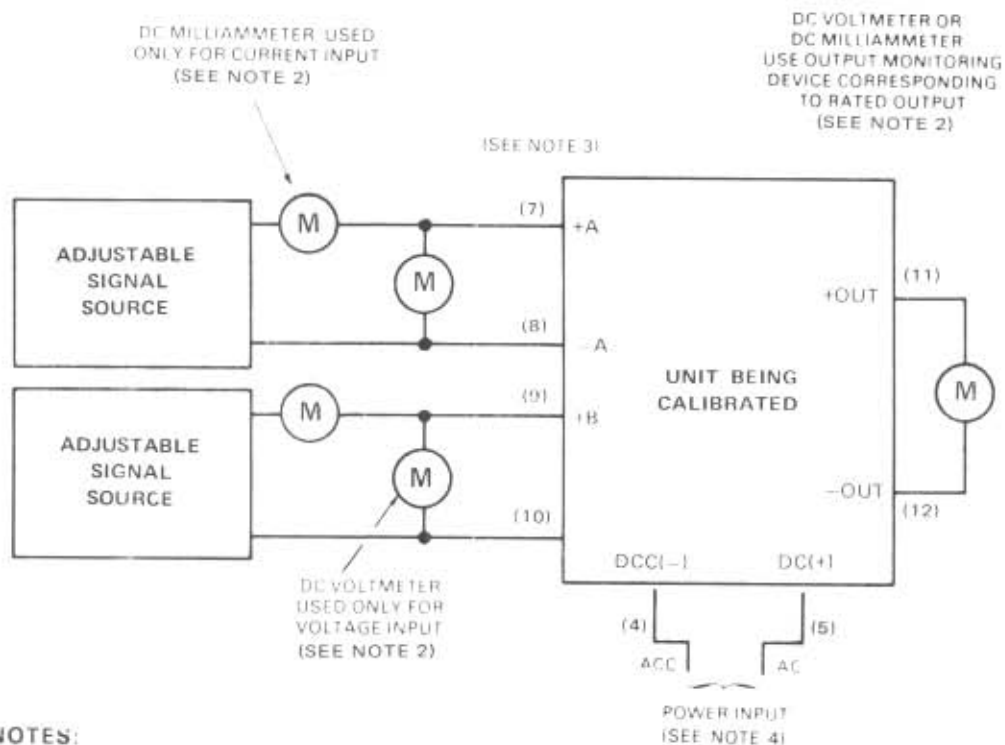 DC MILLIAMMETER USED
ONLY FOR CURRENT INPUT
(SEE NOTE 2)
DC VOLTMETER OR
DC MILLIAMMETER
USE OUTPUT MONITORING
DEVICE CORRESPONDING
TO RATED OUTPUT
(SEE NOTE 2)
(SEE NOTE 3)
ADJUSTABLE
SIGNAL
SOURCE
M
M
(7)
+A
(8)
-A
ADJUSTABLE
SIGNAL
SOURCE
M
M
(9)
+B
(10)
UNIT BEING
CALIBRATED
+OUT
(11)
M
-OUT
(12)
DCC(-)
DC(+)
(4)
(5)
ACC
AC
DC VOLTMETER
USED ONLY FOR
VOLTAGE INPUT
(SEE NOTE 2)
POWER INPUT
(SEE NOTE 4)
NOTES: